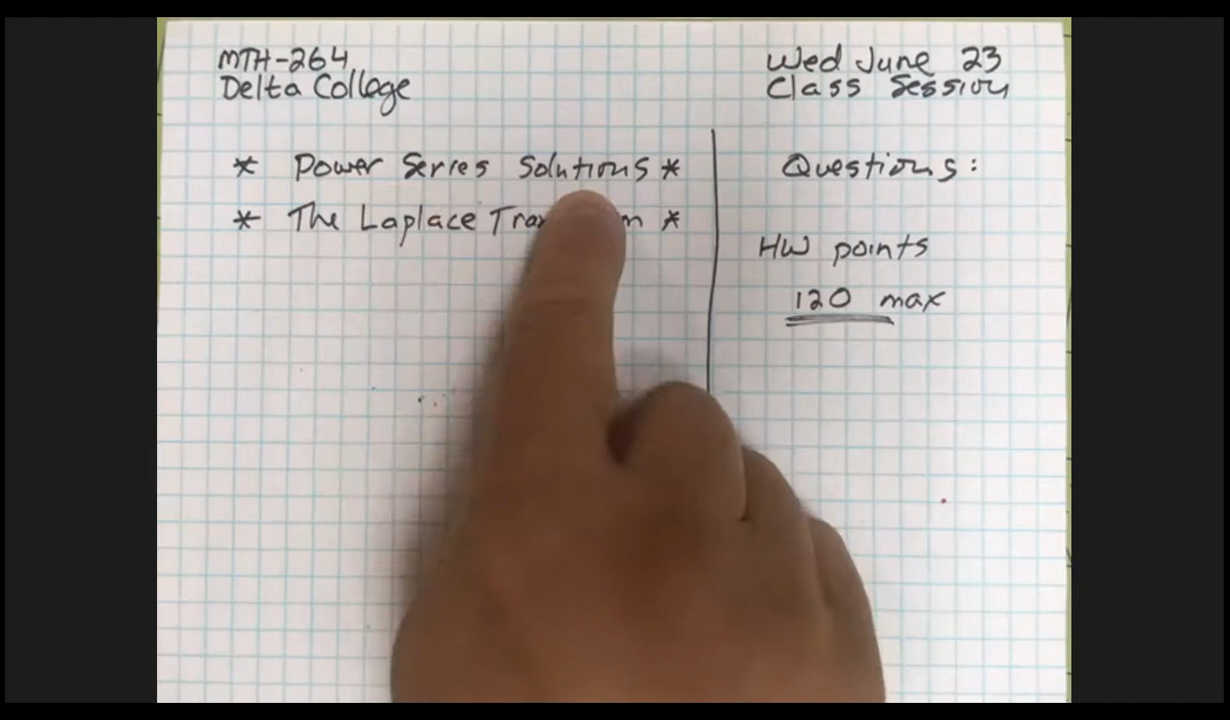 MTH-264
Delta College
Wed June 23
Class Session
* Power Series Solutions *
* The Laplace *
Questions:
HW points
120 max